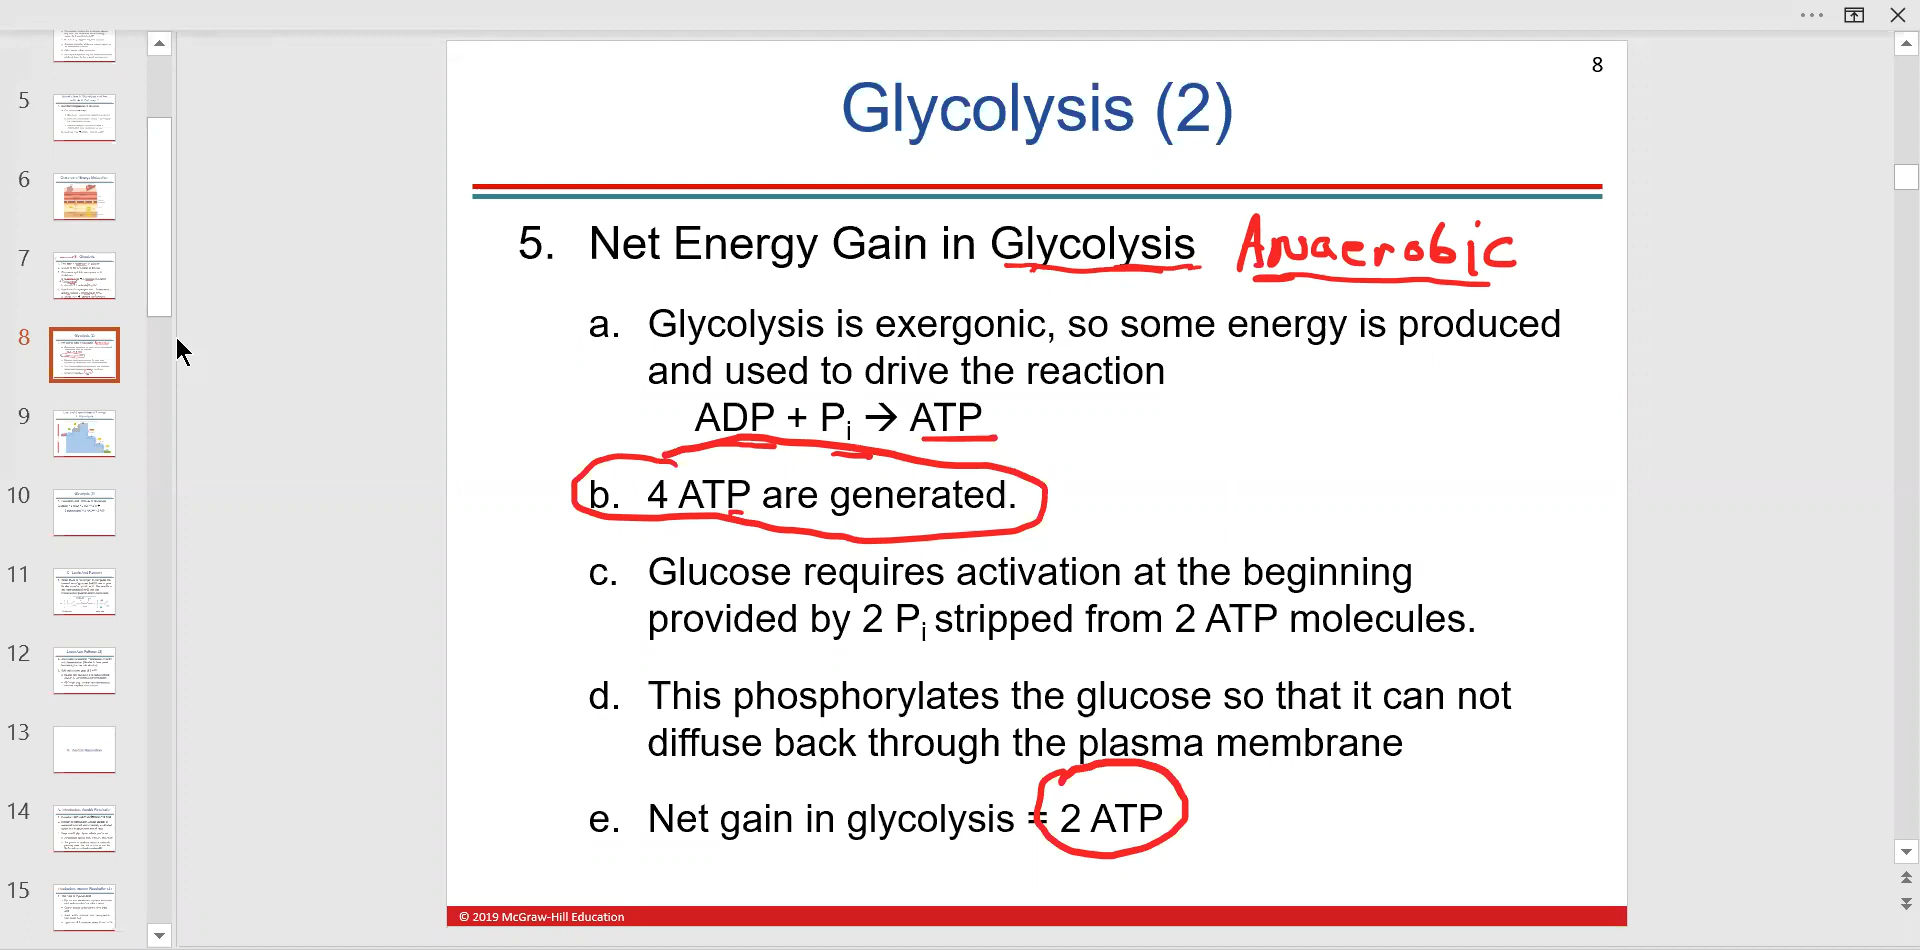 8
Glycolysis (2)
5. Net Energy Gain in Glycolysis Anaerobic
a. Glycolysis is exergonic, so some energy is produced
and used to drive the reaction
ADP + Pi → ATP
b. 4 ATP are generated.
c. Glucose requires activation at the beginning
provided by 2 Pi stripped from 2 ATP molecules.
d. This phosphorylates the glucose so that it can not
diffuse back through the plasma membrane
e. Net gain in glycolysis = 2 ATP
© 2019 McGraw-Hill Education
5
6
7
8
9
10
11
12
13
14
15